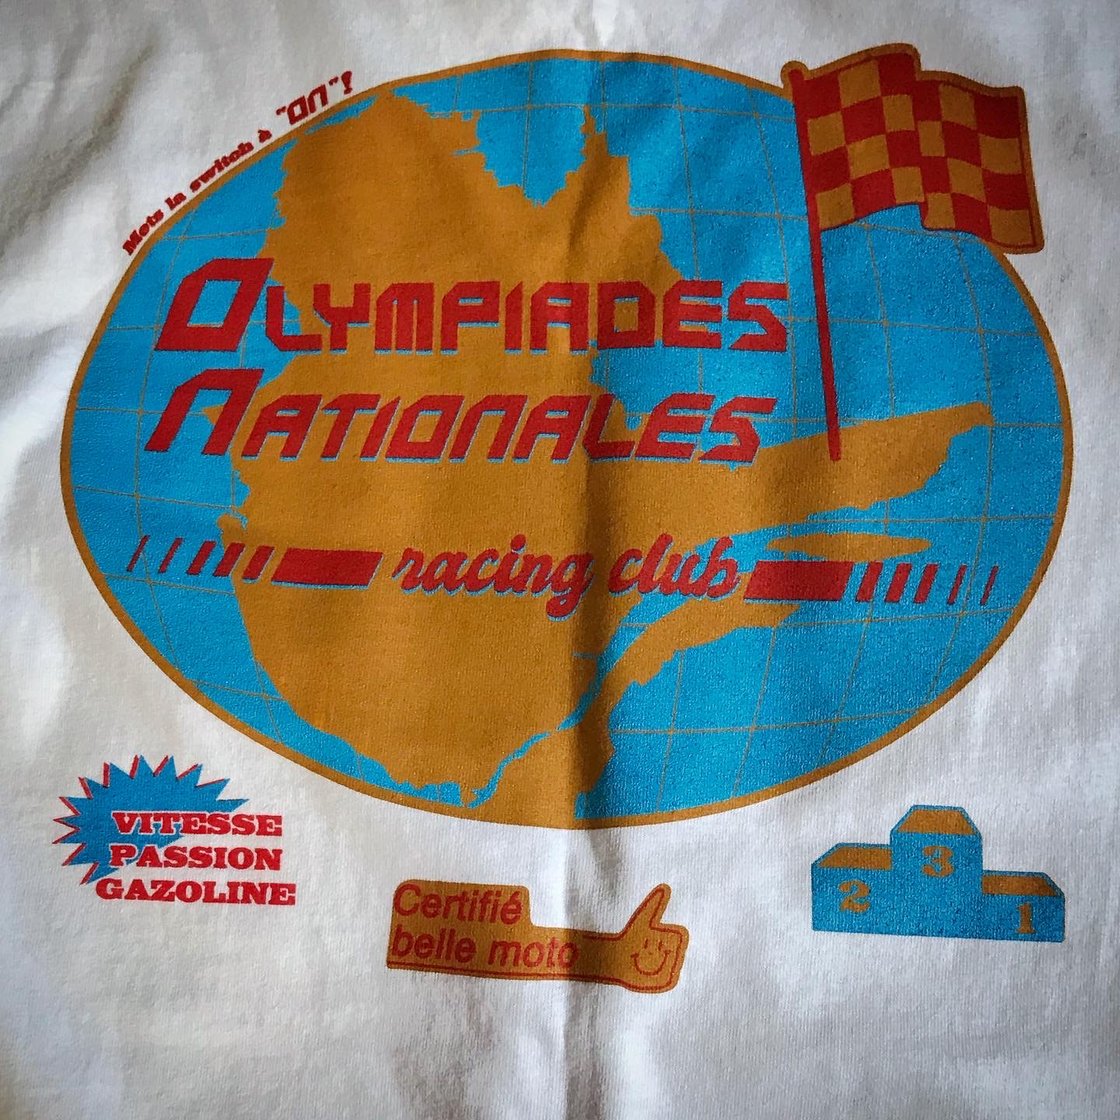 Mets la switch à "ON"!
OLYMPIADES
NATIONALES
racing club
VITESSE
PASSION
GAZOLINE
Certifié
belle moto
3
2
1